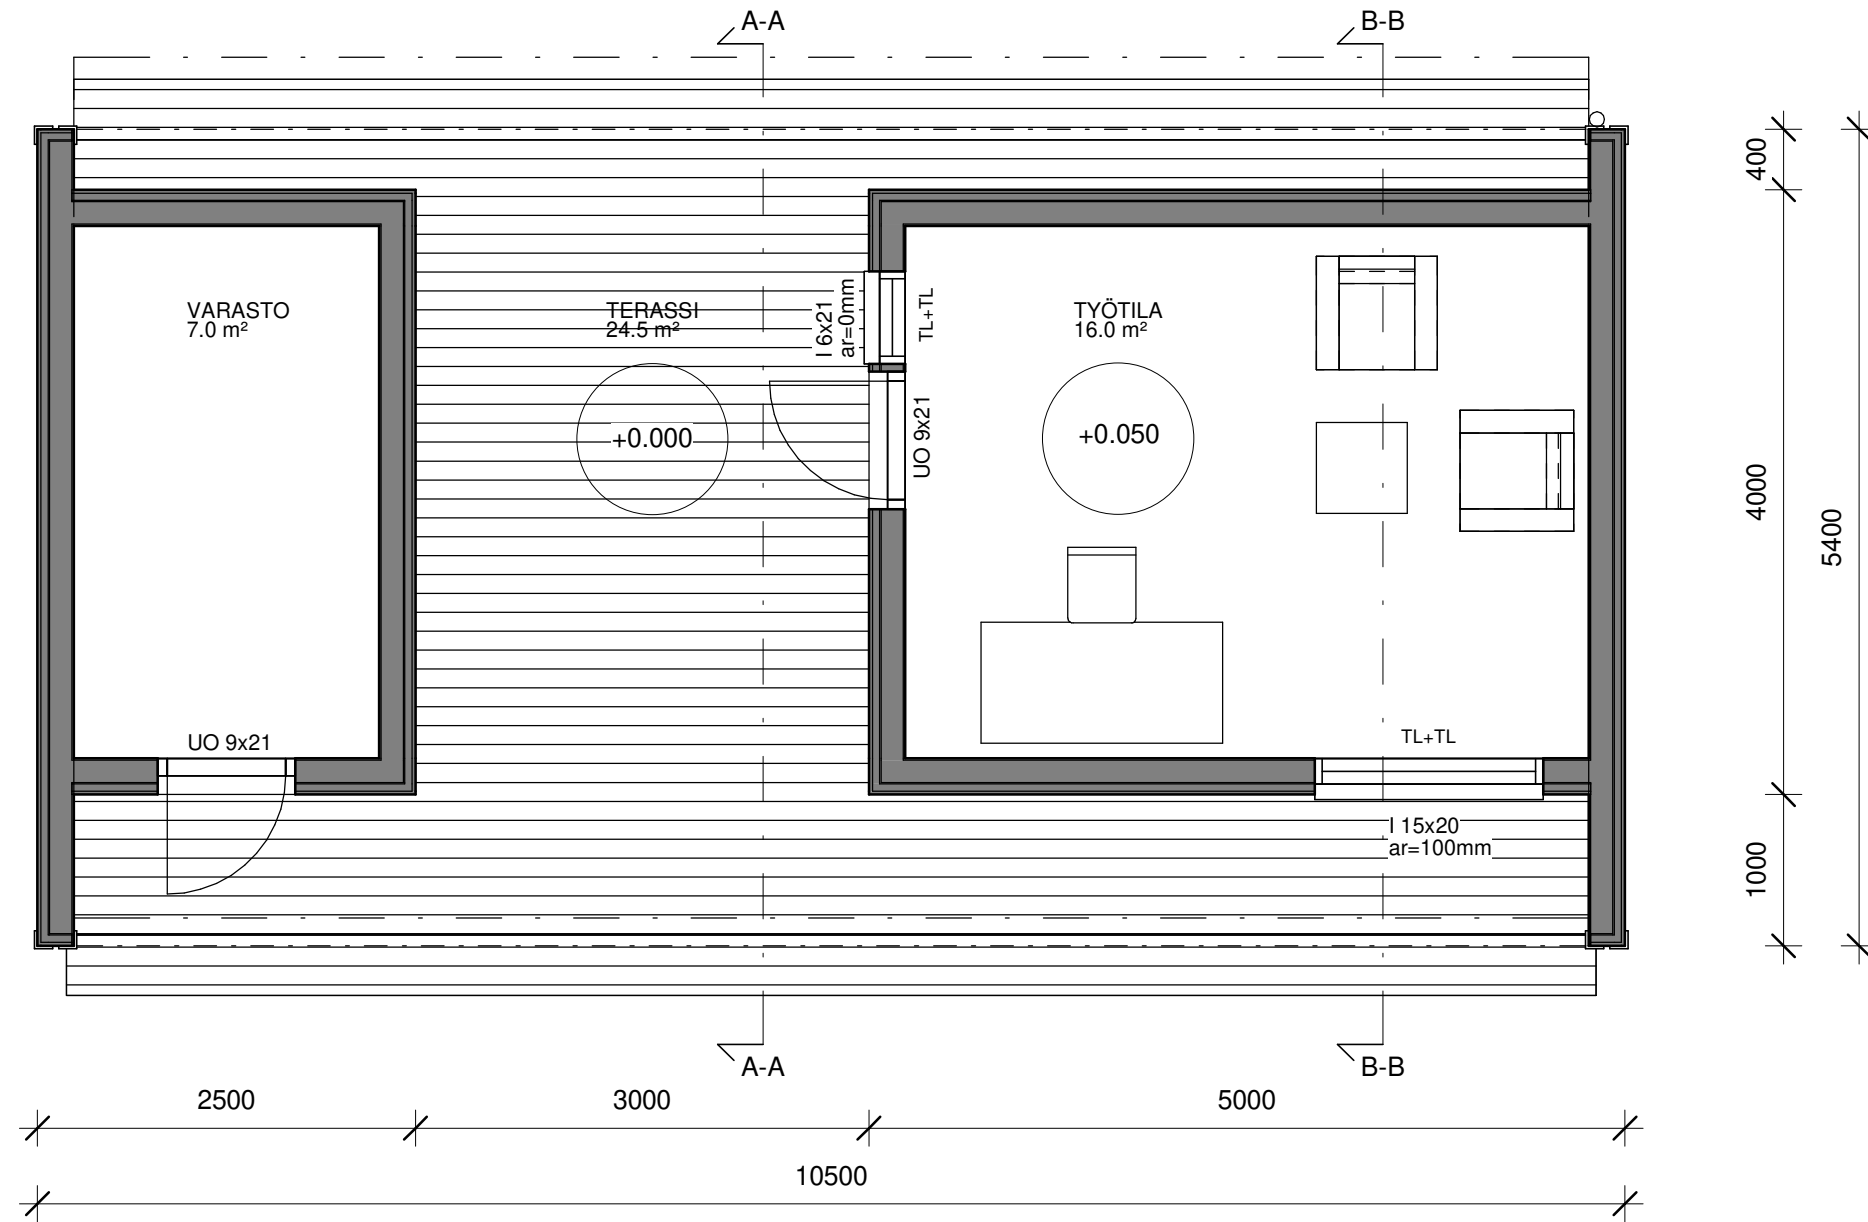 A-A
B-B
VARASTO
7.0 m²
TERASSI
24.5 m²
I 6x21
ar=0mm
TL+TL
TYÖTILA
16.0 m²
+0.000
UO 9x21
+0.050
UO 9x21
TL+TL
I 15x20
ar=100mm
400
4000
1000
5400
A-A
B-B
2500
3000
5000
10500